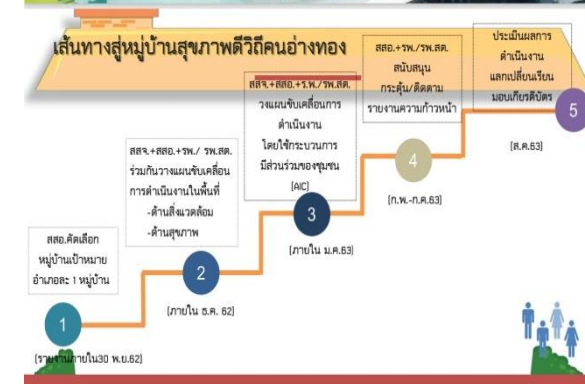 เส้นทางสู่หมู่บ้านสุขภาพดีวิถีคนอ่างทอง
สสอ.คัดเลือก
หมู่บ้านเป้าหมาย
อำเภอละ 1 หมู่บ้าน
1
(รายงานภายใน30 พ.ย.62)
สสจ.+สสอ.+รพ./ รพ.สต.
ร่วมกันวางแผนขับเคลื่อน
การดำเนินงานในพื้นที่
-ด้านสิ่งแวดล้อม
-ด้านสุขภาพ
2
(ภายใน ธ.ค. 62)
สสจ.+สสอ.+ร.พ./รพ.สต.
วงแผนขับเคลื่อนการ
ดำเนินงาน
โดยใช้กระบวนการ
มีส่วนร่วมของชุมชน
(AIC)
3
(ภายใน ม.ค.63)
สสอ.+รพ./รพ.สต.
สนับสนุน
กระตุ้น/ติดตาม
รายงานความก้าวหน้า
4
(ก.พ.-ก.ค.63)
ประเมินผลการ
ดำเนินงาน
แลกเปลี่ยนเรียน
มอบเกียรติบัตร
5
(ส.ค.63)